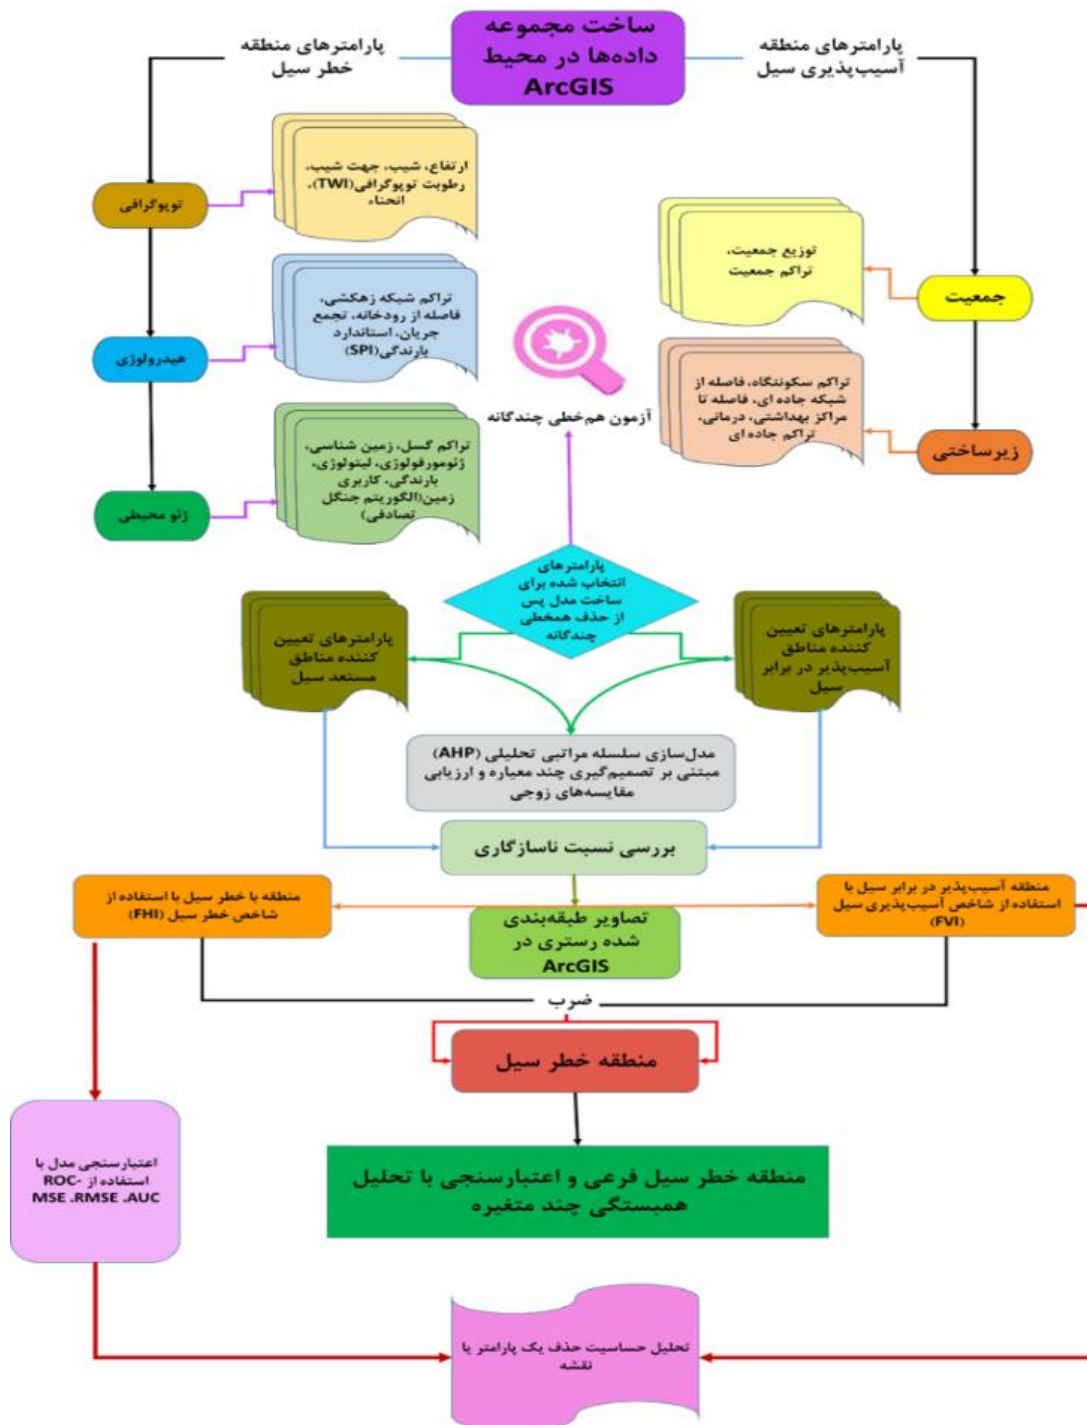 ساخت مجموعه
داده‌ها در محیط
ArcGIS
پارامترهای منطقه
آسیب‌پذیری سیل
پارامترهای منطقه
خطر سیل
توپوگرافی
ارتفاع، شیب، جهت شیب،
رطوبت توپوگرافی(TWI)،
انحناء
هیدرولوژی
تراکم شبکه زهکشی،
فاصله از رودخانه، تجمع
جریان، استاندارد
بارندگی(SPI)
ژئو محیطی
تراکم گسل، زمین شناسی،
ژئومورفولوژی، لیتولوژی،
بارندگی، کاربری
زمین(الگوریتم جنگل
تصادفی)
جمعیت
توزیع جمعیت،
تراکم جمعیت
زیرساختی
تراکم سکونتگاه، فاصله از
شبکه جاده ای، فاصله تا
مراکز بهداشتی، درمانی،
تراکم جاده ای
آزمون هم‌خطی چندگانه
پارامترهای
انتخاب شده برای
ساخت مدل پس
از حذف همخطی
چندگانه
پارامترهای تعیین
کننده مناطق
آسیب‌پذیر در برابر
سیل
پارامترهای تعیین
کننده مناطق
مستعد سیل
مدل‌سازی سلسله مراتبی تحلیلی (AHP)
مبتنی بر تصمیم‌گیری چند معیاره و ارزیابی
مقایسه‌های زوجی
بررسی نسبت ناسازگاری
منطقه آسیب‌پذیر در برابر سیل با
استفاده از شاخص آسیب‌پذیری سیل
(FVI)
منطقه با خطر سیل با استفاده از
شاخص خطر سیل (FHI)
تصاویر طبقه‌بندی
شده رستری در
ArcGIS
ضرب
منطقه خطر سیل
منطقه خطر سیل فرعی و اعتبارسنجی با تحلیل
همبستگی چند متغیره
اعتبارسنجی مدل با
استفاده از ROC-
AUC، RMSE، MSE
تحلیل حساسیت حذف یک پارامتر یا
نقشه